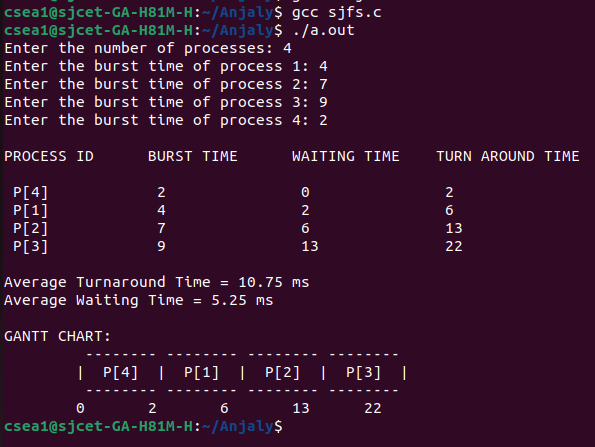 csea1@sjcet-GA-H81M-H:~/Anjaly$ gcc sjfs.c
csea1@sjcet-GA-H81M-H:~/Anjaly$ ./a.out
Enter the number of processes: 4
Enter the burst time of process 1: 4
Enter the burst time of process 2: 7
Enter the burst time of process 3: 9
Enter the burst time of process 4: 2
PROCESS ID      BURST TIME      WAITING TIME    TURN AROUND TIME
P[4]            2               0               2
P[1]            4               2               6
P[2]            7               6               13
P[3]            9               13              22
Average Turnaround Time = 10.75 ms
Average Waiting Time = 5.25 ms
GANTT CHART:
-------- -------- -------- --------
|  P[4]  |  P[1]  |  P[2]  |  P[3]  |
-------- -------- -------- --------
0       2       6       13      22
csea1@sjcet-GA-H81M-H:~/Anjaly$